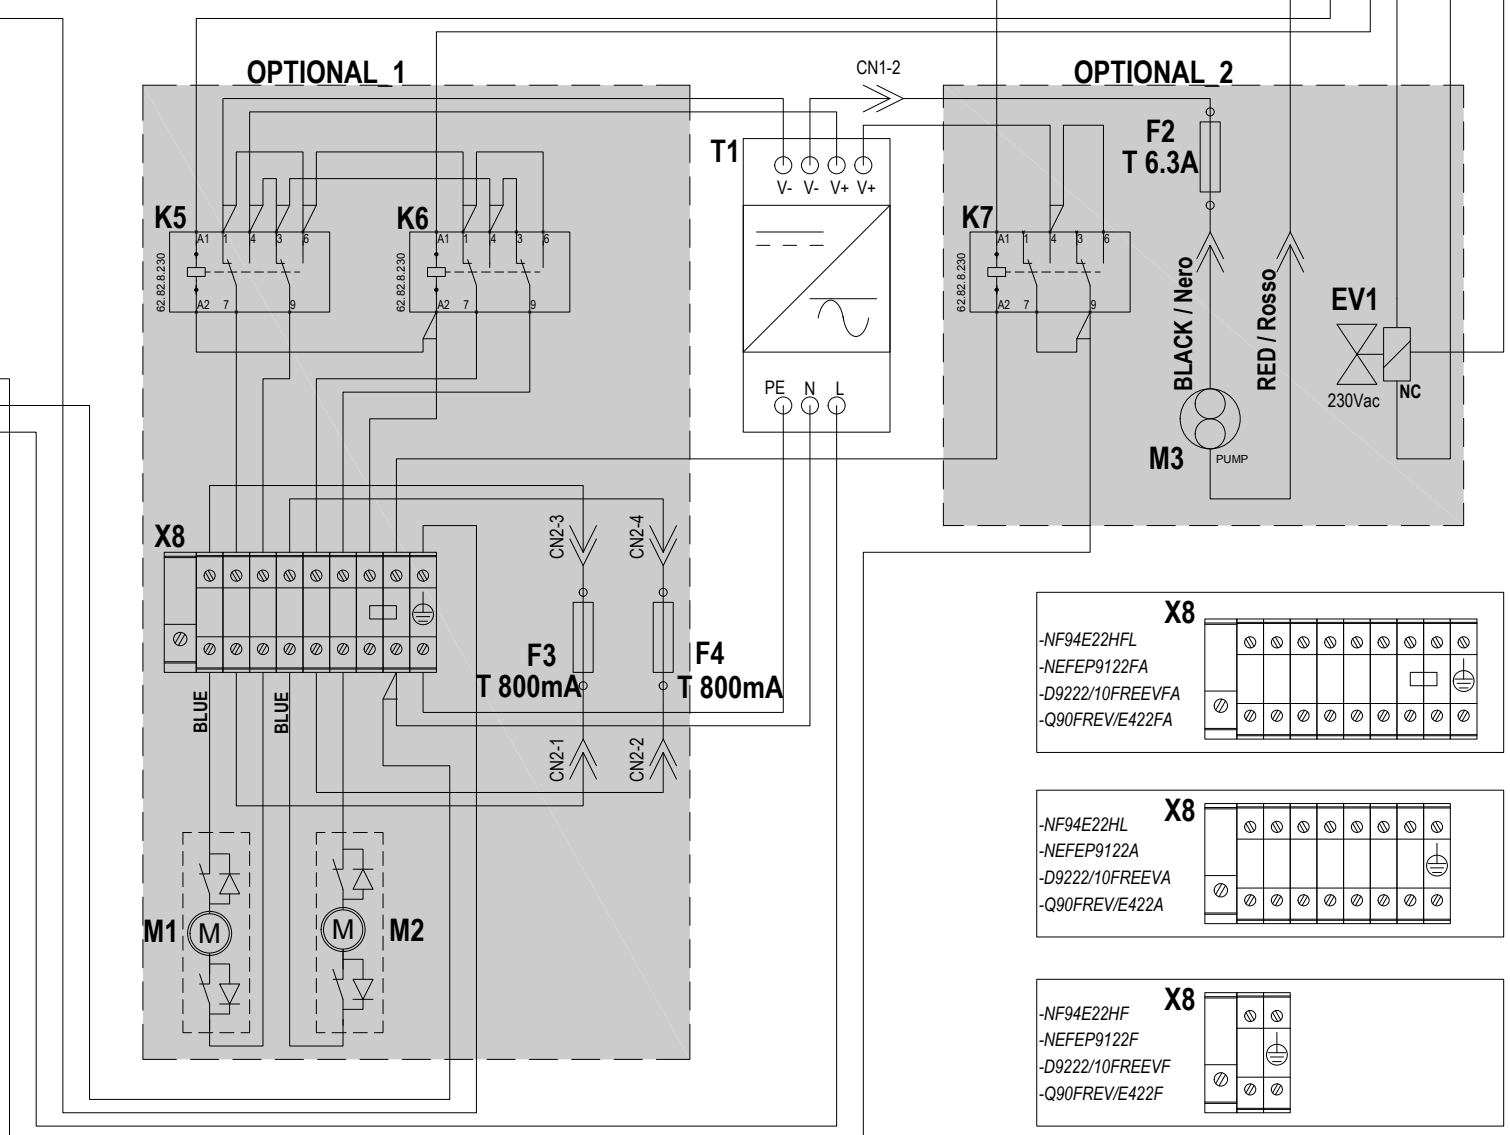 CN1-2
OPTIONAL_1
OPTIONAL_2
F2
T 6.3A
T1
V- V- V+ V+
K5
A1 1 4 3 6
62.82.8.230
A2 7 9
K6
A1 1 4 3 6
62.82.8.230
A2 7 9
K7
A1 1 4 3 6
62.82.8.230
A2 7 9
BLACK / Nero
RED / Rosso
EV1
230Vac
NC
PE N L
M3
PUMP
X8
CN2-3
CN2-4
F3
T 800mA
F4
T 800mA
BLUE
BLUE
CN2-1
CN2-2
M1
M
M
M2
X8
-NF94E22HFL
-NEFEP9122FA
-D9222/10FREEVFA
-Q90FREV/E422FA
X8
-NF94E22HL
-NEFEP9122A
-D9222/10FREEVA
-Q90FREV/E422A
X8
-NF94E22HF
-NEFEP9122F
-D9222/10FREEVF
-Q90FREV/E422F